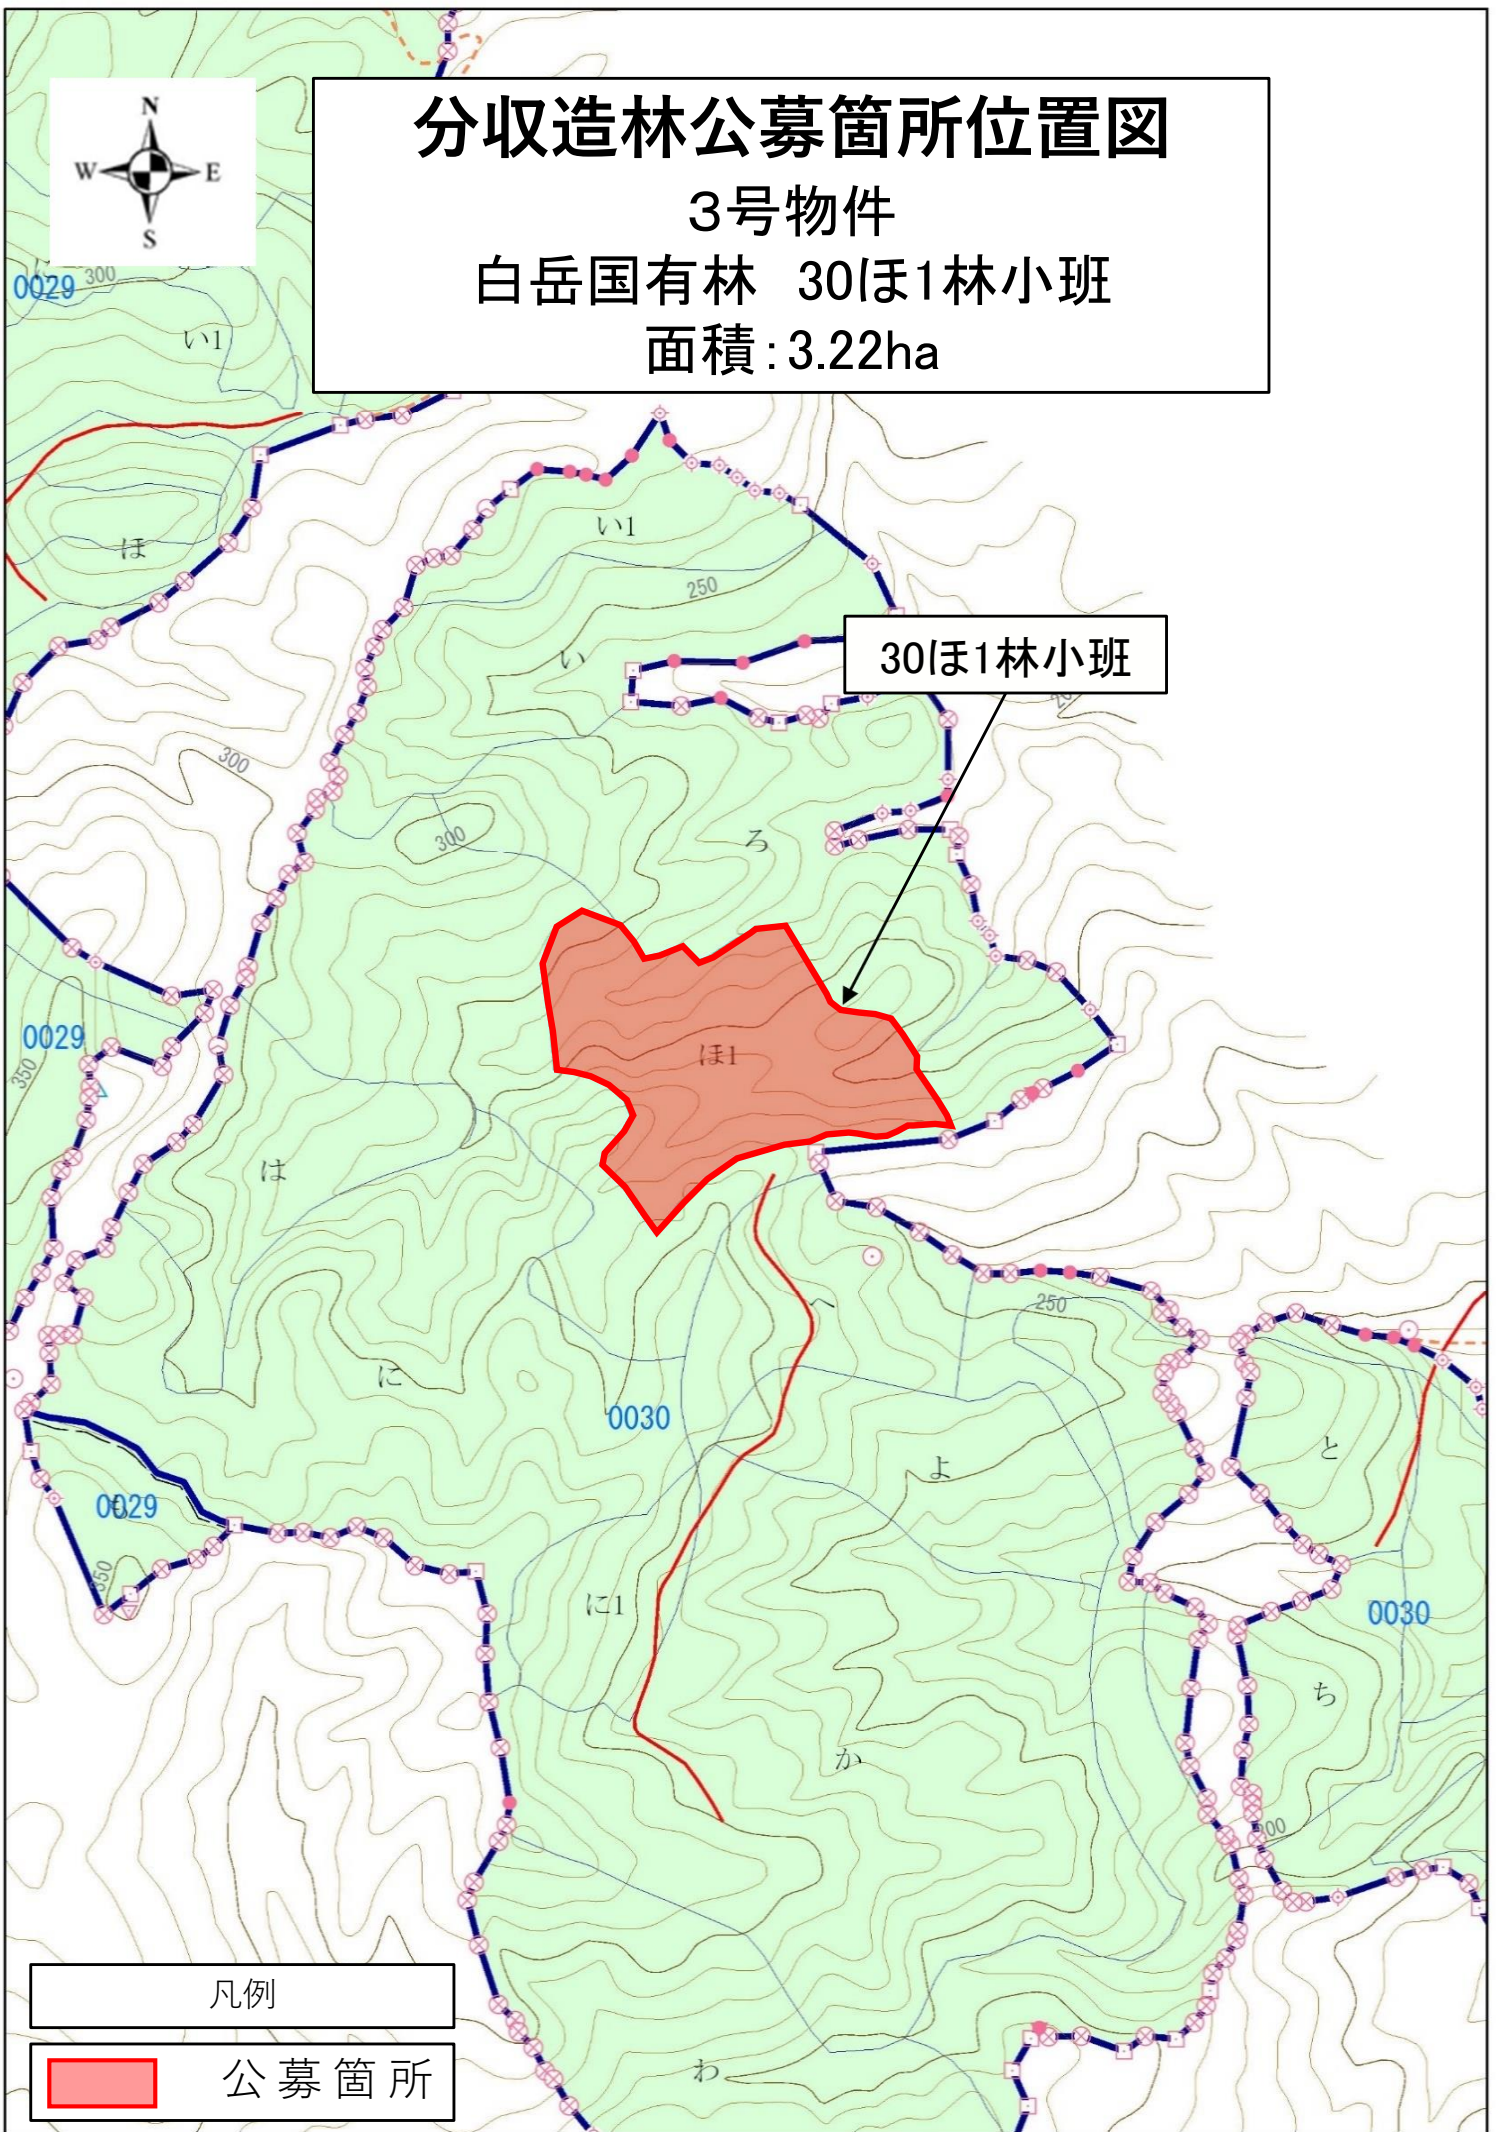 N
W E
S
分収造林公募箇所位置図
３号物件
白岳国有林　30ほ1林小班
面積：3.22ha
0029
300
い1
ほ
い1
250
い
30ほ1林小班
300
300
ろ
0029
350
ほ1
は
へ
250
に
0030
よ
と
0029
350
に1
0030
ち
か
200
わ
凡例
公募箇所